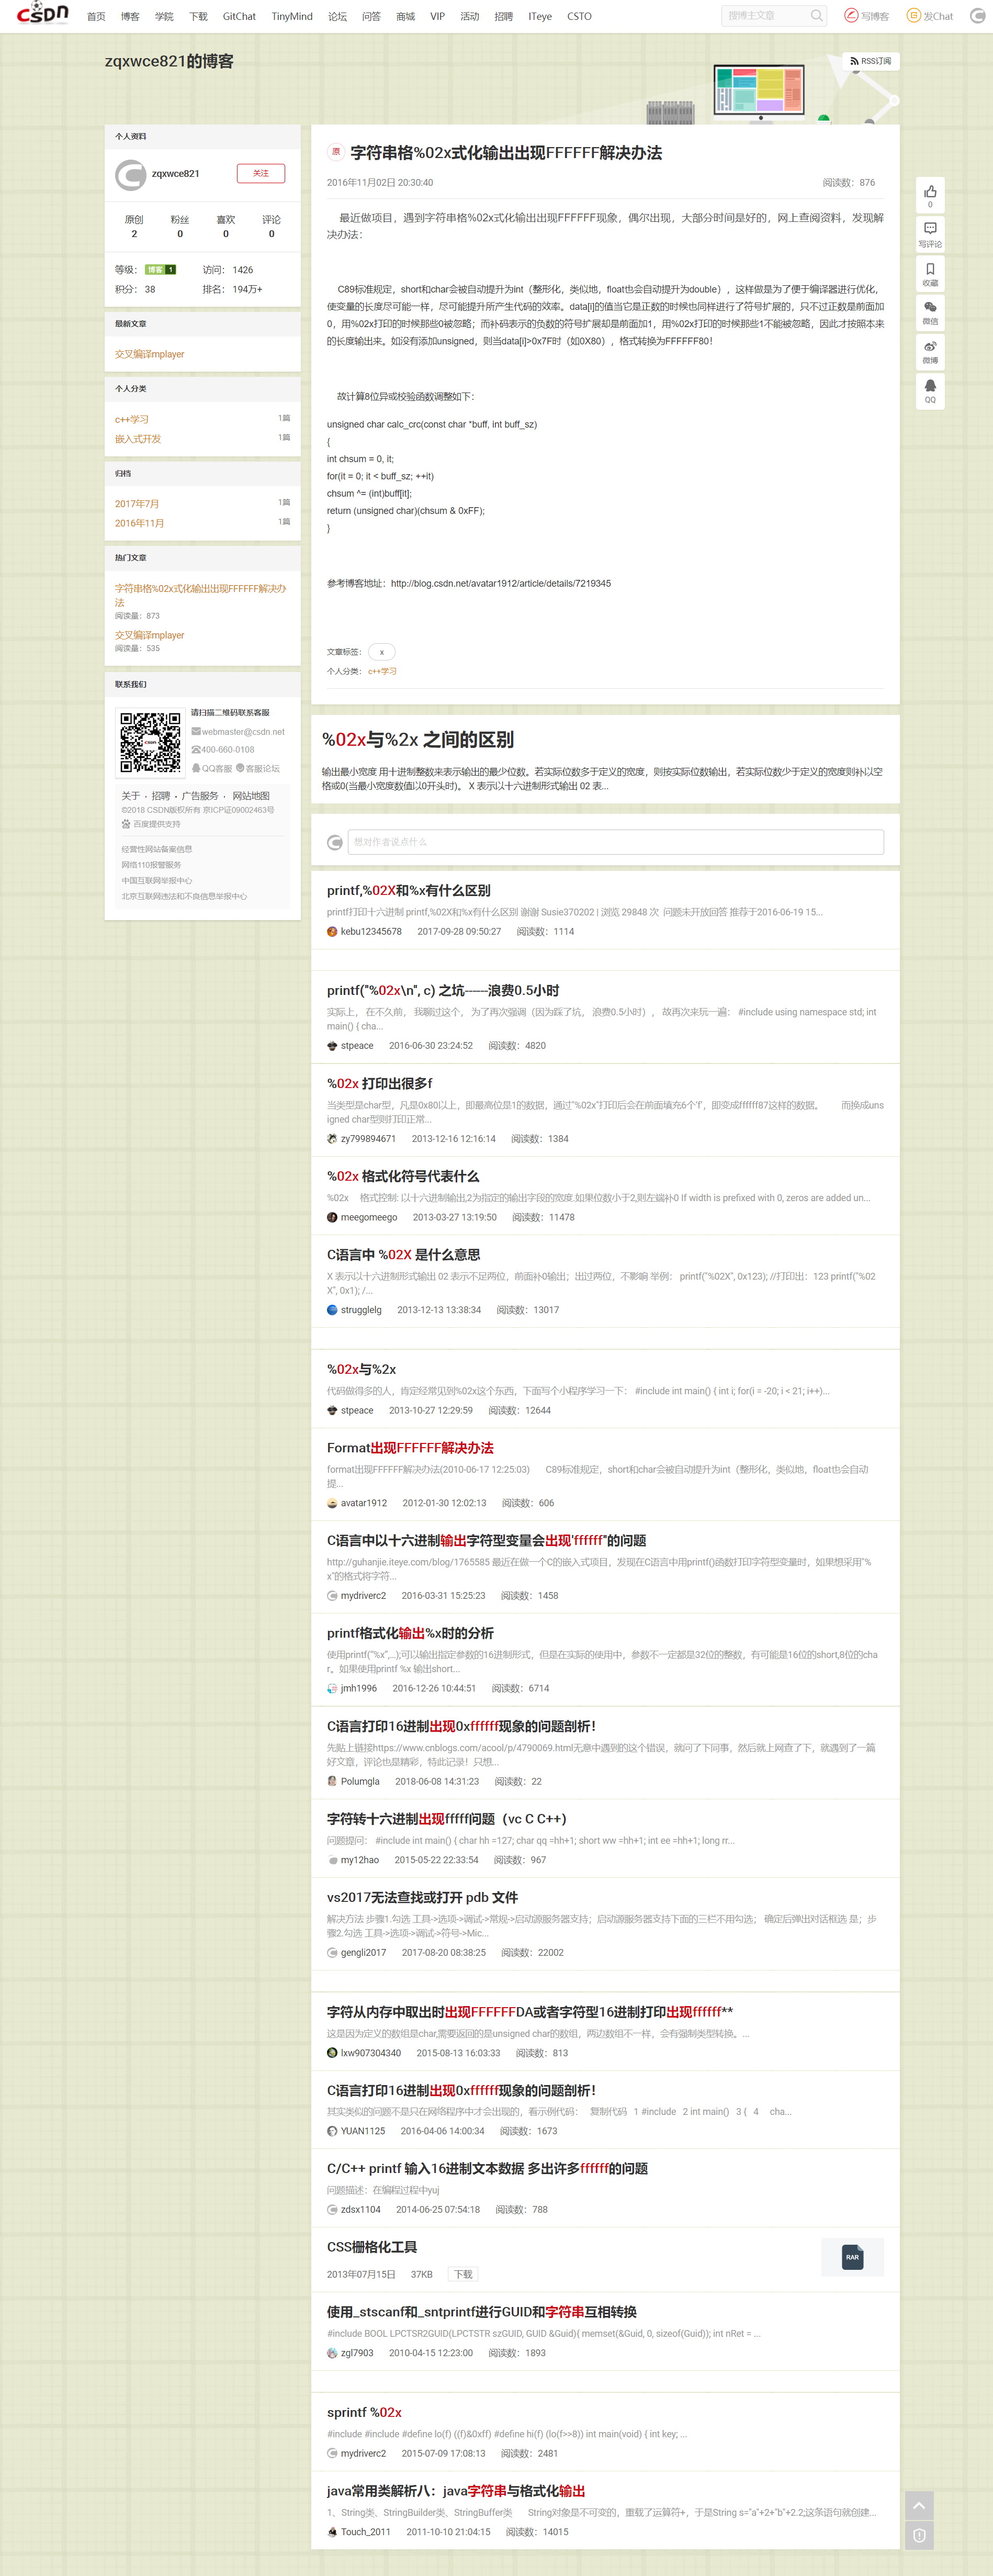 CSDN
首页 博客 学院 下载 GitChat TinyMind 论坛 问答 商城 VIP 活动 招聘 ITeye CSTO
搜博主文章
写博客 发Chat
zqxwce821的博客
RSS订阅
个人资料
zqxwce821
关注
原创 粉丝 喜欢 评论
2 0 0 0
等级： 博客 1 访问： 1426
积分： 38 排名： 194万+
最新文章
交叉编译mplayer
个人分类
c++学习 1篇
嵌入式开发 1篇
归档
2017年7月 1篇
2016年11月 1篇
热门文章
字符串格%02x式化输出出现FFFFFF解决办
法
阅读量：873
交叉编译mplayer
阅读量：535
联系我们
请扫描二维码联系客服
webmaster@csdn.net
400-660-0108
QQ客服 客服论坛
关于 · 招聘 · 广告服务 · 网站地图
©2018 CSDN版权所有 京ICP证09002463号
百度提供支持
经营性网站备案信息
网络110报警服务
中国互联网举报中心
北京互联网违法和不良信息举报中心
原 字符串格%02x式化输出出现FFFFFF解决办法
2016年11月02日 20:30:40 阅读数：876
最近做项目，遇到字符串格%02x式化输出出现FFFFFF现象，偶尔出现，大部分时间是好的，网上查阅资料，发现解
决办法：
C89标准规定，short和char会被自动提升为int（整形化，类似地，float也会自动提升为double），这样做是为了便于编译器进行优化，
使变量的长度尽可能一样，尽可能提升所产生代码的效率。data[i]的值当它是正数的时候也同样进行了符号扩展的，只不过正数是前面加
0，用%02x打印的时候那些0被忽略；而补码表示的负数的符号扩展却是前面加1，用%02x打印的时候那些1不能被忽略，因此才按照本来
的长度输出来。如没有添加unsigned，则当data[i]>0x7F时（如0X80），格式转换为FFFFFF80！
故计算8位异或校验函数调整如下：
unsigned char calc_crc(const char *buff, int buff_sz)
{
int chsum = 0, it;
for(it = 0; it < buff_sz; ++it)
chsum ^= (int)buff[it];
return (unsigned char)(chsum & 0xFF);
}
参考博客地址：http://blog.csdn.net/avatar1912/article/details/7219345
文章标签： x
个人分类： c++学习
%02x与%2x 之间的区别
输出最小宽度 用十进制整数来表示输出的最少位数。若实际位数多于定义的宽度，则按实际位数输出，若实际位数少于定义的宽度则补以空
格或0(当最小宽度数值以0开头时)。 X 表示以十六进制形式输出 02 表...
想对作者说点什么
printf,%02X和%x有什么区别
printf打印十六进制 printf,%02X和%x有什么区别 谢谢 Susie370202 | 浏览 29848 次 问题未开放回答 推荐于2016-06-19 15...
kebu12345678 2017-09-28 09:50:27 阅读数：1114
printf("%02x\n", c) 之坑------浪费0.5小时
实际上， 在不久前， 我聊过这个， 为了再次强调（因为踩了坑， 浪费0.5小时）， 故再次来玩一遍： #include using namespace std; int
main() { cha...
stpeace 2016-06-30 23:24:52 阅读数：4820
%02x 打印出很多f
当类型是char型，凡是0x80以上，即最高位是1的数据，通过"%02x"打印后会在前面填充6个'f'，即变成ffffff87这样的数据。 而换成uns
igned char型则打印正常...
zy799894671 2013-12-16 12:16:14 阅读数：1384
%02x 格式化符号代表什么
%02x 格式控制: 以十六进制输出,2为指定的输出字段的宽度.如果位数小于2,则左端补0 If width is prefixed with 0, zeros are added un...
meegomeego 2013-03-27 13:19:50 阅读数：11478
C语言中 %02X 是什么意思
X 表示以十六进制形式输出 02 表示不足两位，前面补0输出；出过两位，不影响 举例： printf("%02X", 0x123); //打印出：123 printf("%02
X", 0x1); /...
strugglelg 2013-12-13 13:38:34 阅读数：13017
%02x与%2x
代码做得多的人，肯定经常见到%02x这个东西，下面写个小程序学习一下： #include int main() { int i; for(i = -20; i < 21; i++)...
stpeace 2013-10-27 12:29:59 阅读数：12644
Format出现FFFFFF解决办法
format出现FFFFFF解决办法(2010-06-17 12:25:03) C89标准规定，short和char会被自动提升为int（整形化，类似地，float也会自动
提...
avatar1912 2012-01-30 12:02:13 阅读数：606
C语言中以十六进制输出字符型变量会出现'ffffff"的问题
http://guhanjie.iteye.com/blog/1765585 最近在做一个C的嵌入式项目，发现在C语言中用printf()函数打印字符型变量时，如果想采用"%
x"的格式将字符...
mydriverc2 2016-03-31 15:25:23 阅读数：1458
printf格式化输出%x时的分析
使用printf("%x",...);可以输出指定参数的16进制形式，但是在实际的使用中，参数不一定都是32位的整数，有可能是16位的short,8位的cha
r。如果使用printf %x 输出short...
jmh1996 2016-12-26 10:44:51 阅读数：6714
C语言打印16进制出现0xffffff现象的问题剖析！
先贴上链接https://www.cnblogs.com/acool/p/4790069.html无意中遇到的这个错误，就问了下同事，然后就上网查了下，就遇到了一篇
好文章，评论也是精彩，特此记录！只想...
Polumgla 2018-06-08 14:31:23 阅读数：22
字符转十六进制出现fffff问题（vc C C++）
问题提问： #include int main() { char hh =127; char qq =hh+1; short ww =hh+1; int ee =hh+1; long rr...
my12hao 2015-05-22 22:33:54 阅读数：967
vs2017无法查找或打开 pdb 文件
解决方法 步骤1.勾选 工具->选项->调试->常规->启动源服务器支持；启动源服务器支持下面的三栏不用勾选； 确定后弹出对话框选 是；步
骤2.勾选 工具->选项->调试->符号->Mic...
gengli2017 2017-08-20 08:38:25 阅读数：22002
字符从内存中取出时出现FFFFFFDA或者字符型16进制打印出现ffffff**
这是因为定义的数组是char,需要返回的是unsigned char的数组，两边数组不一样，会有强制类型转换。...
lxw907304340 2015-08-13 16:03:33 阅读数：813
C语言打印16进制出现0xffffff现象的问题剖析！
其实类似的问题不是只在网络程序中才会出现的，看示例代码： 复制代码 1 #include 2 int main() 3 { 4 cha...
YUAN1125 2016-04-06 14:00:34 阅读数：1673
C/C++ printf 输入16进制文本数据 多出许多ffffff的问题
问题描述：在编程过程中yuj
zdsx1104 2014-06-25 07:54:18 阅读数：788
CSS栅格化工具
2013年07月15日 37KB 下载
RAR
使用_stscanf和_sntprintf进行GUID和字符串互相转换
#include BOOL LPCTSR2GUID(LPCTSTR szGUID, GUID &Guid){ memset(&Guid, 0, sizeof(Guid)); int nRet = ...
zgl7903 2010-04-15 12:23:00 阅读数：1893
sprintf %02x
#include #include #define lo(f) ((f)&0xff) #define hi(f) (lo(f>>8)) int main(void) { int key; ...
mydriverc2 2015-07-09 17:08:13 阅读数：2481
java常用类解析八：java字符串与格式化输出
1、String类、StringBuilder类、StringBuffer类 String对象是不可变的，重载了运算符+，于是String s="a"+2+"b"+2.2;这条语句就创建...
Touch_2011 2011-10-10 21:04:15 阅读数：14015
0
写评论
收藏
微信
微博
QQ